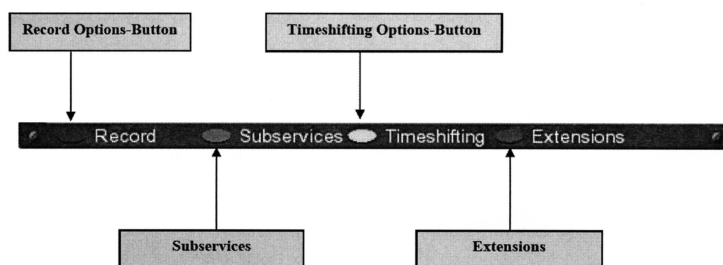 Record Options-Button
Timeshifting Options-Button
Record Subservices Timeshifting Extensions
Subservices
Extensions